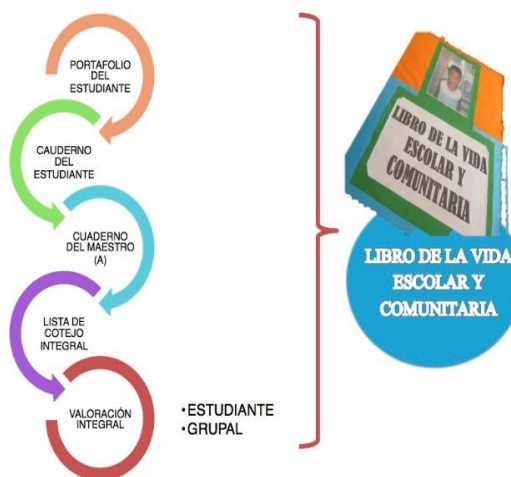 PORTAFOLIO
DEL
ESTUDIANTE
CAUDERNO
DEL
ESTUDIANTE
CUADERNO
DEL MAESTRO
(A)
LISTA DE
COTEJO
INTEGRAL
VALORACIÓN
INTEGRAL
•ESTUDIANTE
•GRUPAL
LIBRO DE LA VIDA
ESCOLAR Y
COMUNITARIA
LIBRO DE LA VIDA
ESCOLAR Y
COMUNITARIA